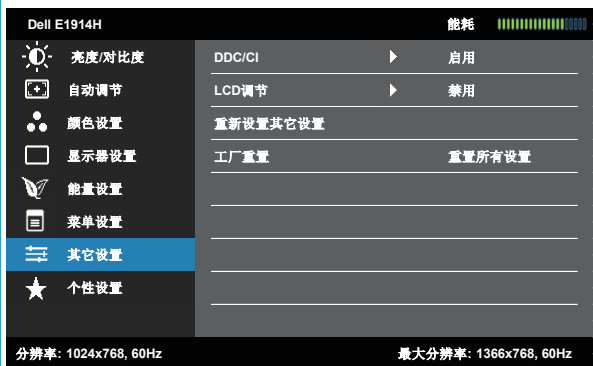 Dell E1914H 能耗
亮度/对比度 DDC/CI 启用
自动调节 LCD调节 禁用
颜色设置 重新设置其它设置
显示器设置 工厂重置 重置所有设置
能量设置
菜单设置
其它设置
个性设置
分辨率: 1024x768, 60Hz 最大分辨率: 1366x768, 60Hz